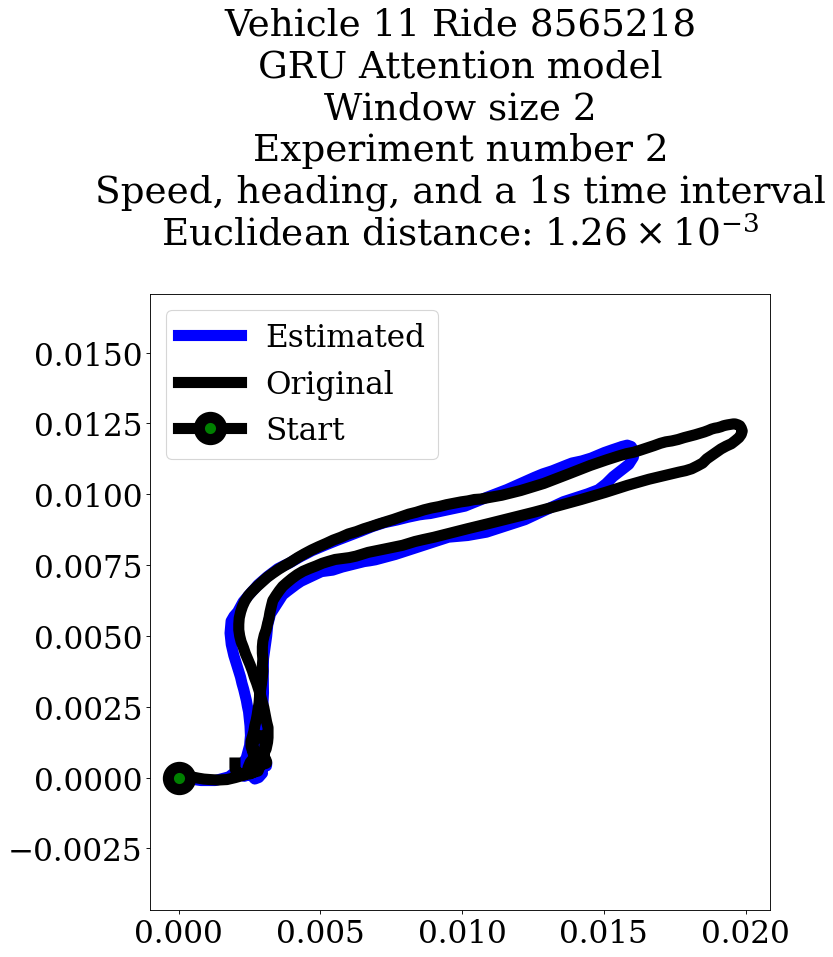 Vehicle 11 Ride 8565218
GRU Attention model
Window size 2
Experiment number 2
Speed, heading, and a 1s time interval
Euclidean distance: 1.26 × 10⁻³
Estimated
Original
Start
0.0150
0.0125
0.0100
0.0075
0.0050
0.0025
0.0000
−0.0025
0.000 0.005 0.010 0.015 0.020